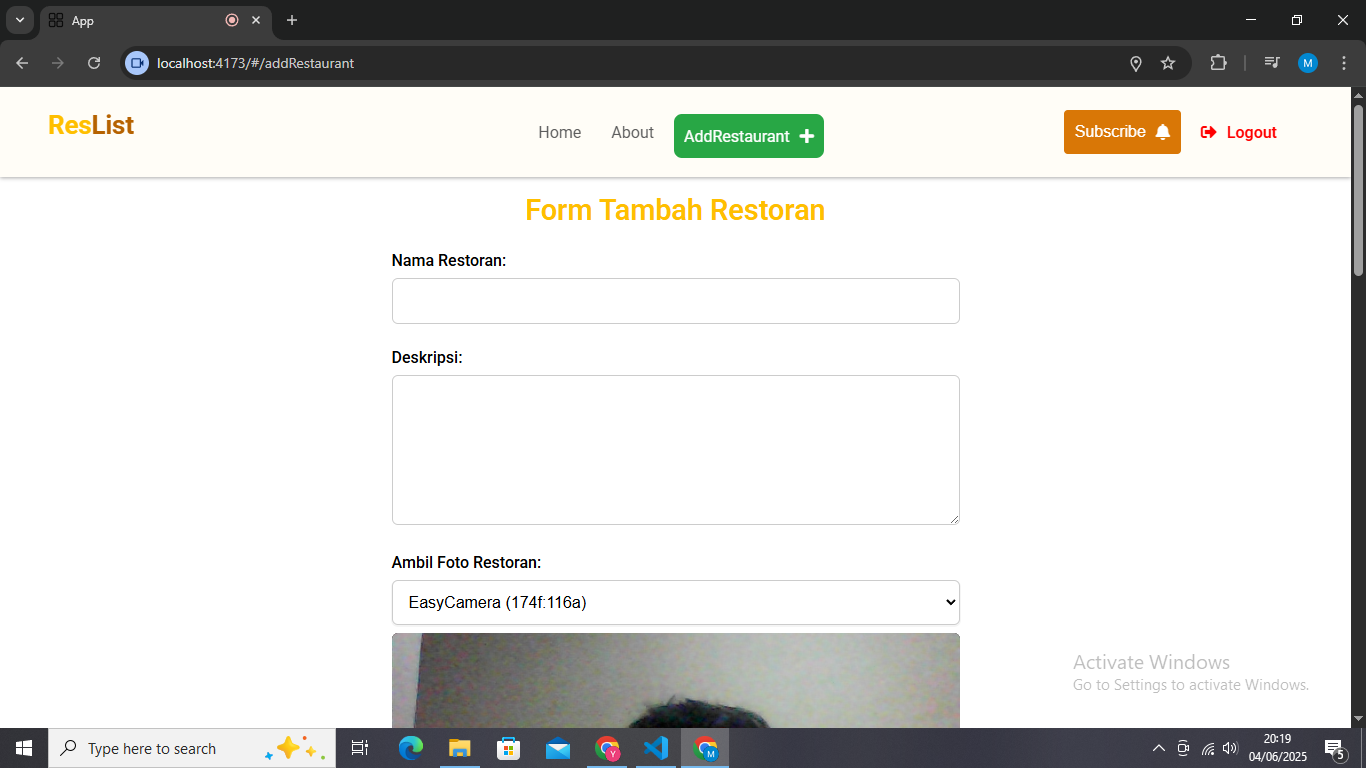 App
localhost:4173/#/addRestaurant
M
ResList
Home
About
AddRestaurant
Subscribe
Logout
Form Tambah Restoran
Nama Restoran:
Deskripsi:
Ambil Foto Restoran:
EasyCamera (174f:116a)
Activate Windows
Go to Settings to activate Windows.
Type here to search
Y
M
20:19
04/06/2025
5